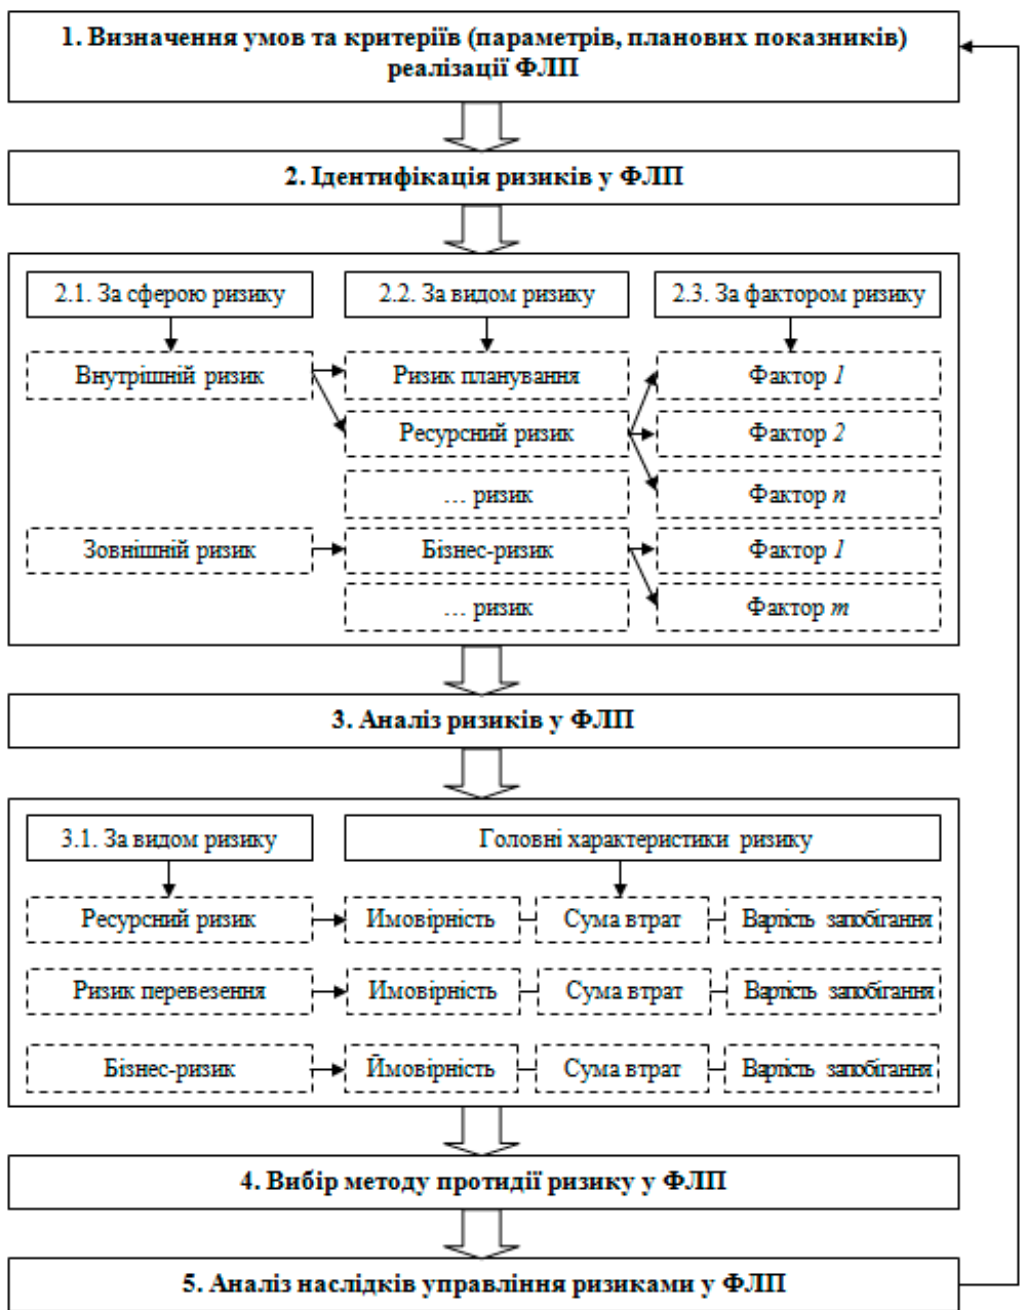 1. Визначення умов та критеріїв (параметрів, планових показників)
реалізації ФЛП
2. Ідентифікація ризиків у ФЛП
2.1. За сферою ризику
2.2. За видом ризику
2.3. За фактором ризику
Внутрішній ризик
Ризик планування
Фактор 1
Ресурсний ризик
Фактор 2
... ризик
Фактор n
Зовнішній ризик
Бізнес-ризик
Фактор 1
... ризик
Фактор m
3. Аналіз ризиків у ФЛП
3.1. За видом ризику
Головні характеристики ризику
Ресурсний ризик
Имовірність
Сума втрат
Вартість запобігання
Ризик перевезення
Имовірність
Сума втрат
Вартість запобігання
Бізнес-ризик
Ймовірність
Сума втрат
Вартість запобігання
4. Вибір методу протидії ризику у ФЛП
5. Аналіз наслідків управління ризиками у ФЛП